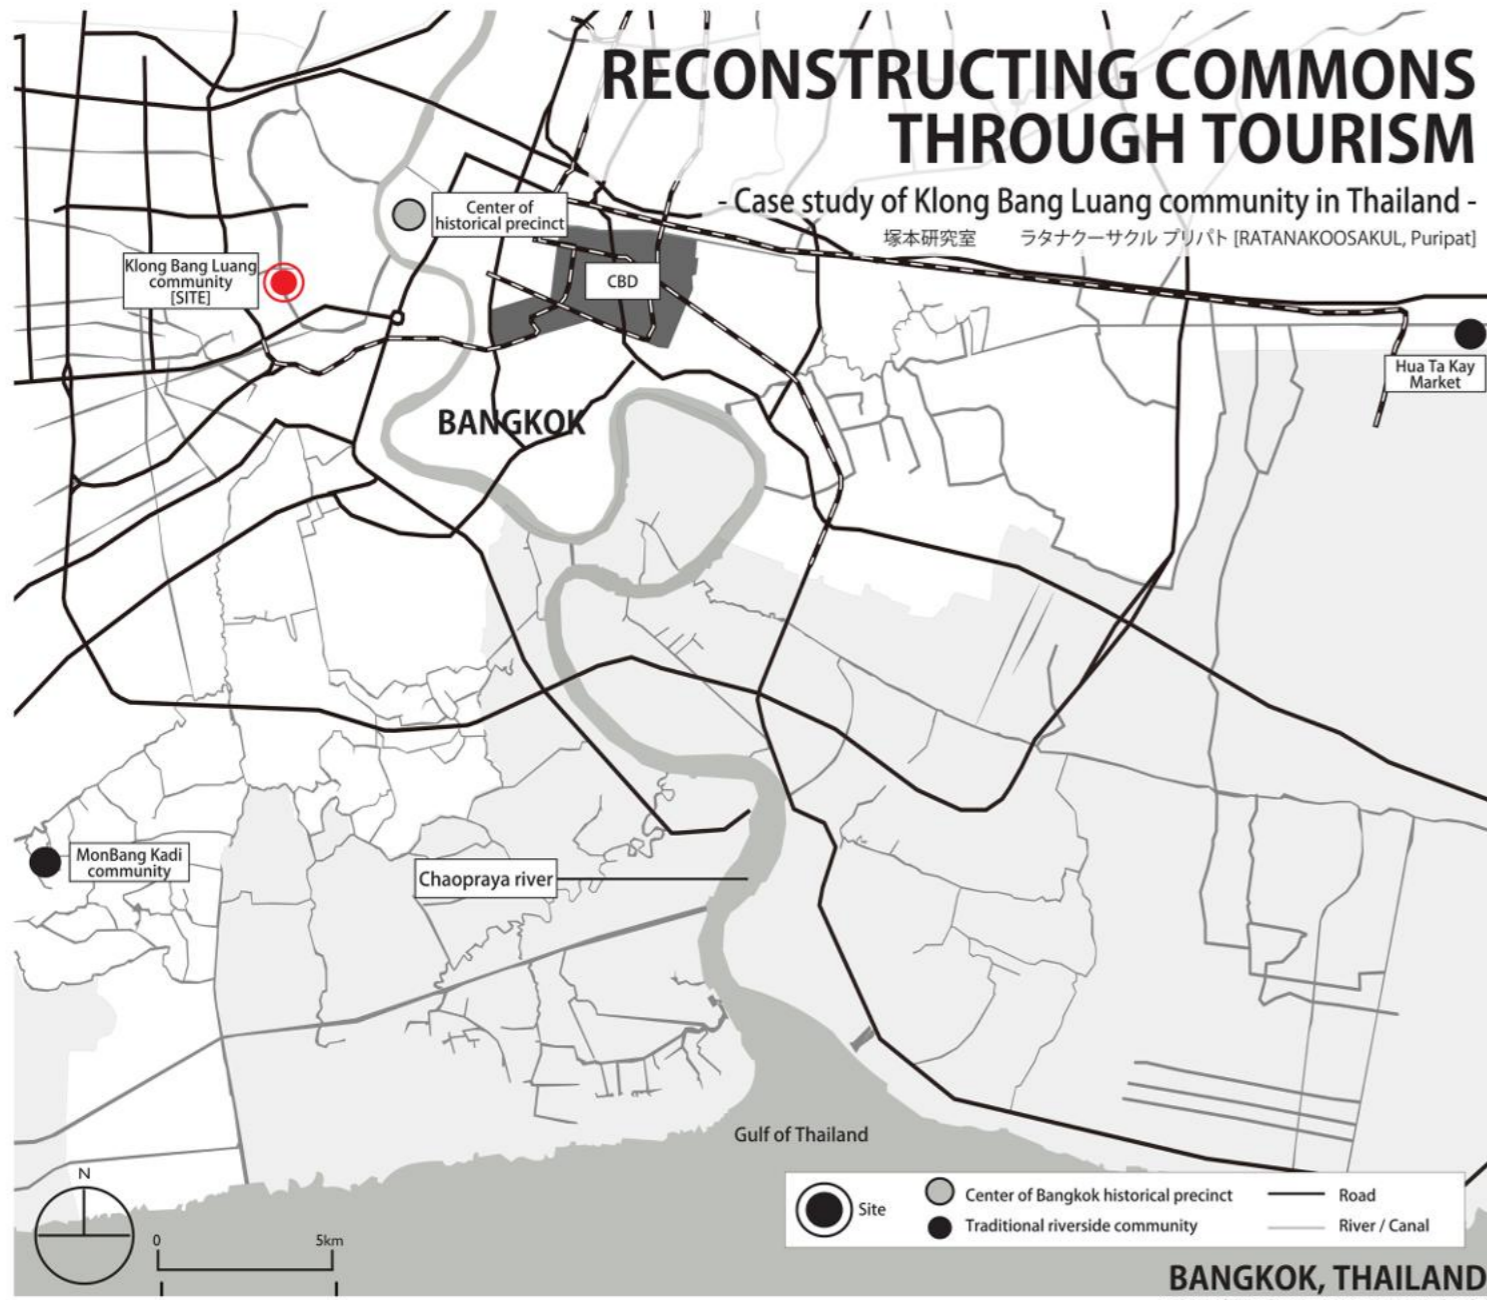 RECONSTRUCTING COMMONS
THROUGH TOURISM
- Case study of Klong Bang Luang community in Thailand -
塚本研究室 ラタナクーサクル プリパト [RATANAKOOSAKUL, Puripat]
Center of
historical precinct
Klong Bang Luang
community
[SITE]
CBD
Hua Ta Kay
Market
BANGKOK
MonBang Kadi
community
Chaopraya river
Gulf of Thailand
N
0 5km
Site
Center of Bangkok historical precinct
Traditional riverside community
Road
River / Canal
BANGKOK, THAILAND